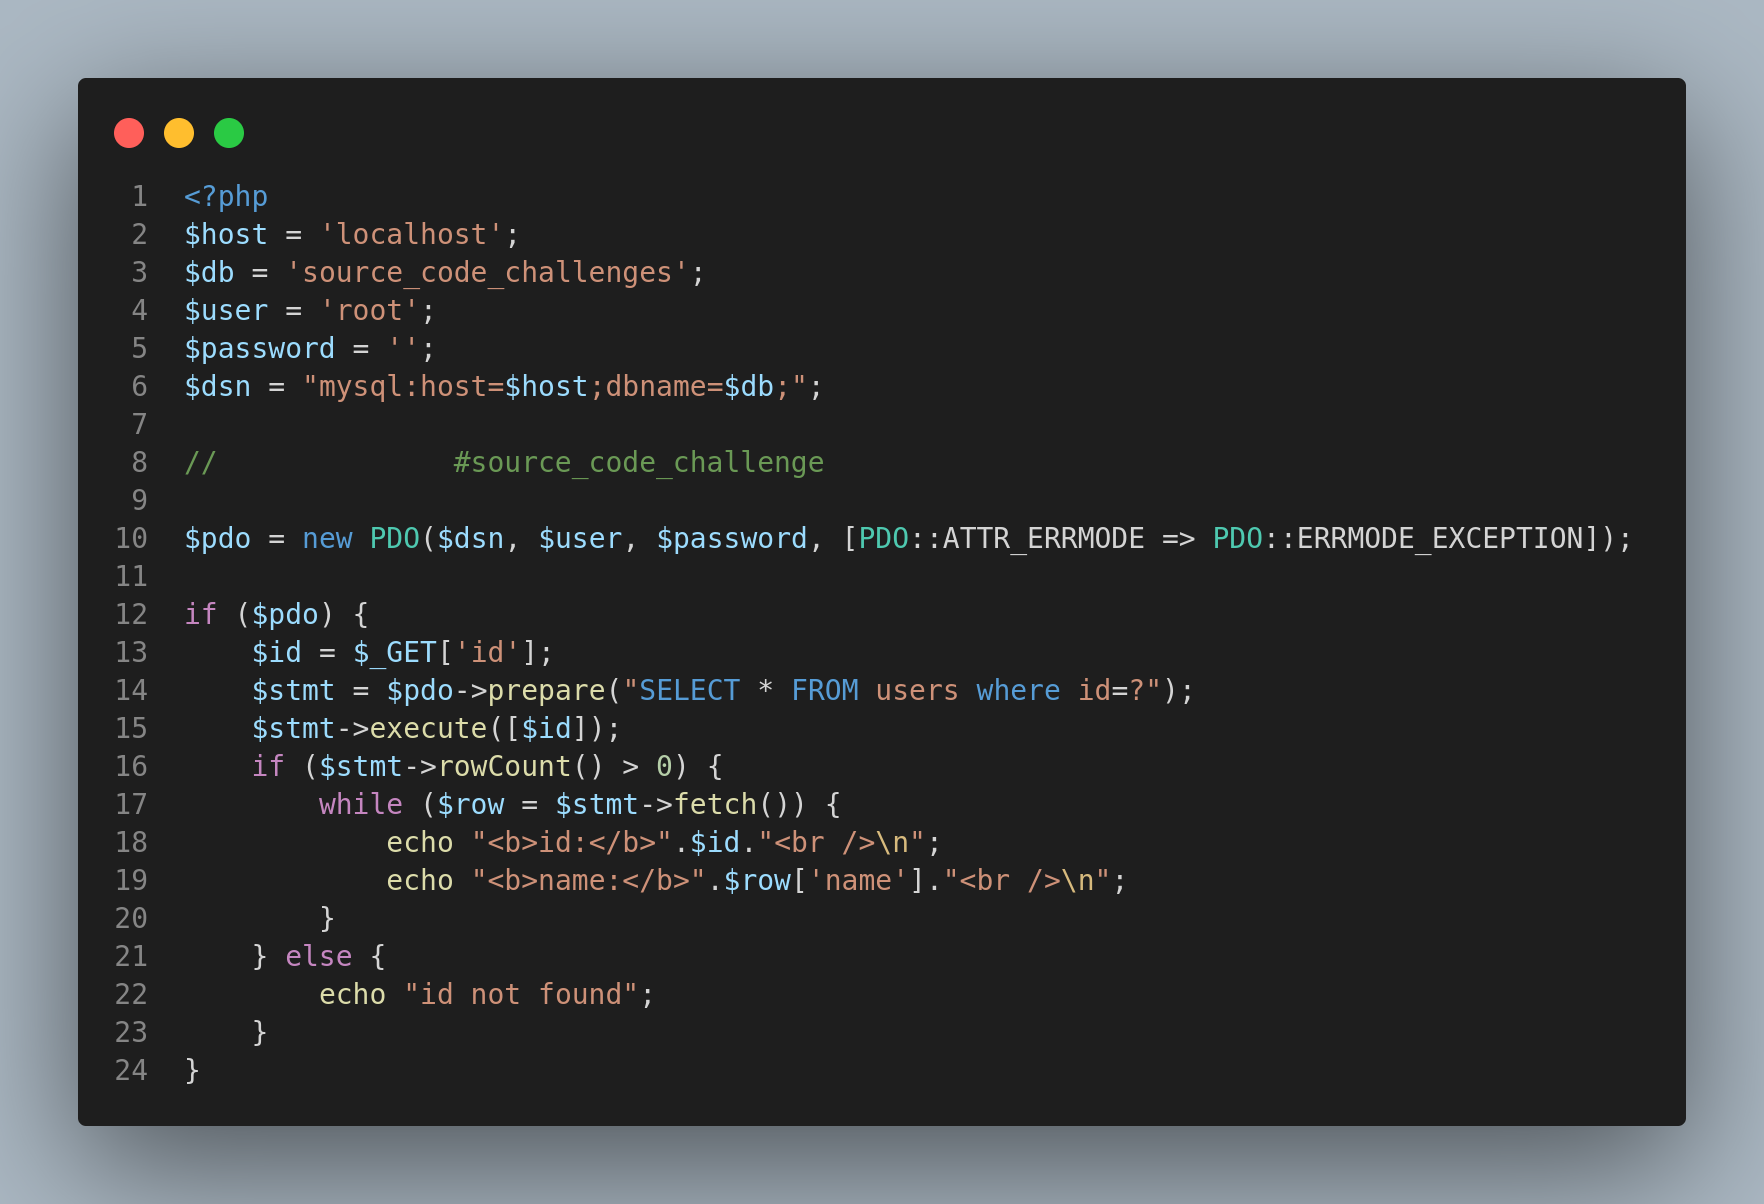 1 <?php
2 $host = 'localhost';
3 $db = 'source_code_challenges';
4 $user = 'root';
5 $password = '';
6 $dsn = "mysql:host=$host;dbname=$db;";
7
8 //              #source_code_challenge
9
10 $pdo = new PDO($dsn, $user, $password, [PDO::ATTR_ERRMODE => PDO::ERRMODE_EXCEPTION]);
11
12 if ($pdo) {
13     $id = $_GET['id'];
14     $stmt = $pdo->prepare("SELECT * FROM users where id=?");
15     $stmt->execute([$id]);
16     if ($stmt->rowCount() > 0) {
17         while ($row = $stmt->fetch()) {
18             echo "<b>id:</b>".$id."<br />\n";
19             echo "<b>name:</b>".$row['name']."<br />\n";
20         }
21     } else {
22         echo "id not found";
23     }
24 }